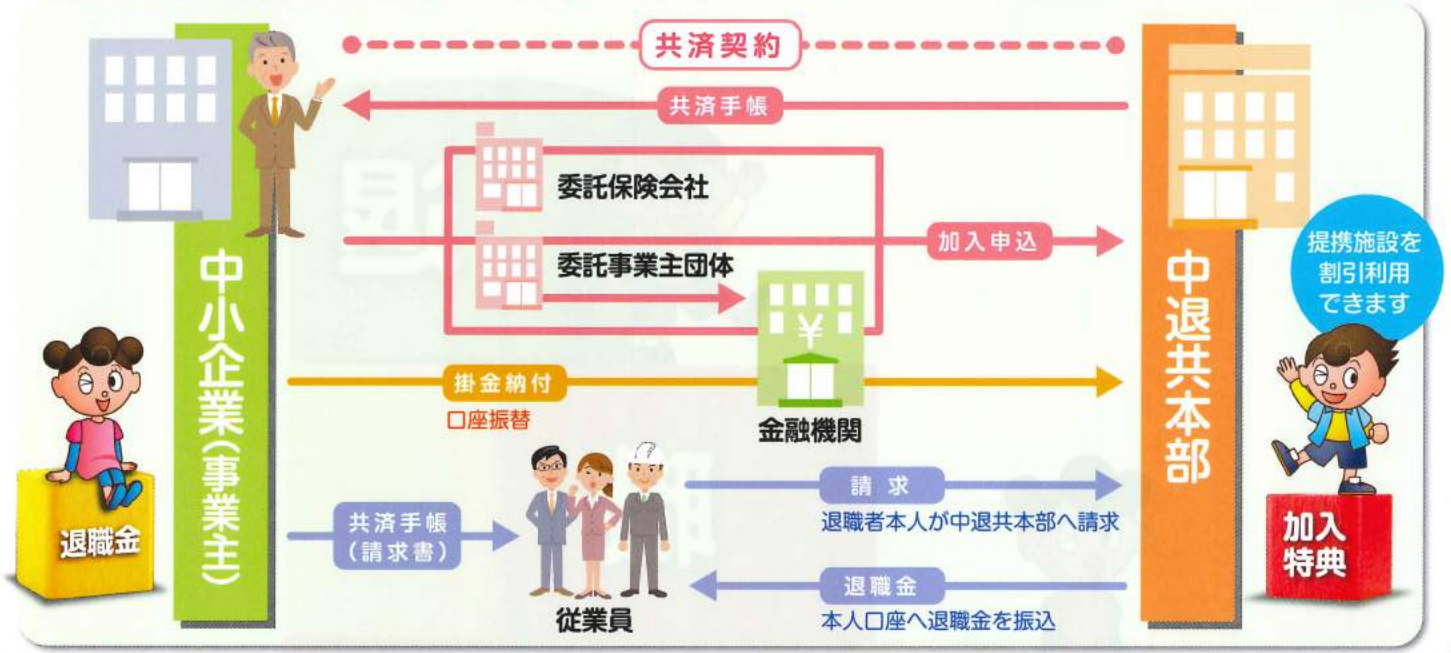 共済契約
共済手帳
委託保険会社
委託事業主団体
加入申込
提携施設を
割引利用
できます
中小企業(事業主)
中退共本部
¥
掛金納付
口座振替
金融機関
退職金
共済手帳
(請求書)
従業員
請求
退職者本人が中退共本部へ請求
退職金
本人口座へ退職金を振込
加入
特典